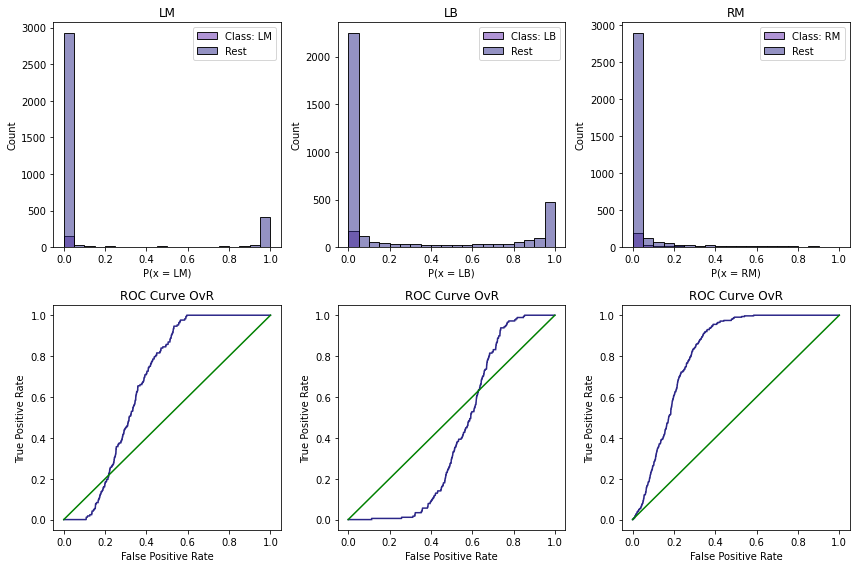 LM
Count
3000
2500
2000
1500
1000
500
0
Class: LM
Rest
0.0 0.2 0.4 0.6 0.8 1.0
P(x = LM)
LB
Count
2000
1500
1000
500
0
Class: LB
Rest
0.0 0.2 0.4 0.6 0.8 1.0
P(x = LB)
RM
Count
3000
2500
2000
1500
1000
500
0
Class: RM
Rest
0.0 0.2 0.4 0.6 0.8 1.0
P(x = RM)
ROC Curve OvR
True Positive Rate
1.0
0.8
0.6
0.4
0.2
0.0
0.0 0.2 0.4 0.6 0.8 1.0
False Positive Rate
ROC Curve OvR
True Positive Rate
1.0
0.8
0.6
0.4
0.2
0.0
0.0 0.2 0.4 0.6 0.8 1.0
False Positive Rate
ROC Curve OvR
True Positive Rate
1.0
0.8
0.6
0.4
0.2
0.0
0.0 0.2 0.4 0.6 0.8 1.0
False Positive Rate